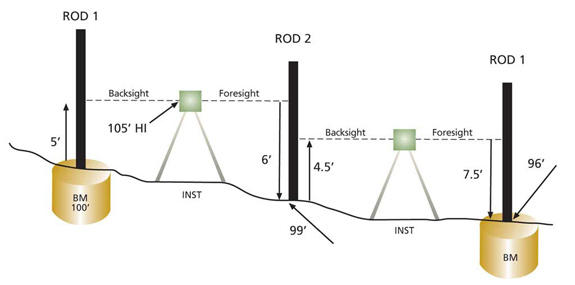 ROD 1
ROD 2
ROD 1
Backsight
Foresight
105' HI
5'
6'
4.5'
Backsight
Foresight
7.5'
96'
BM
100'
INST
99'
INST
BM